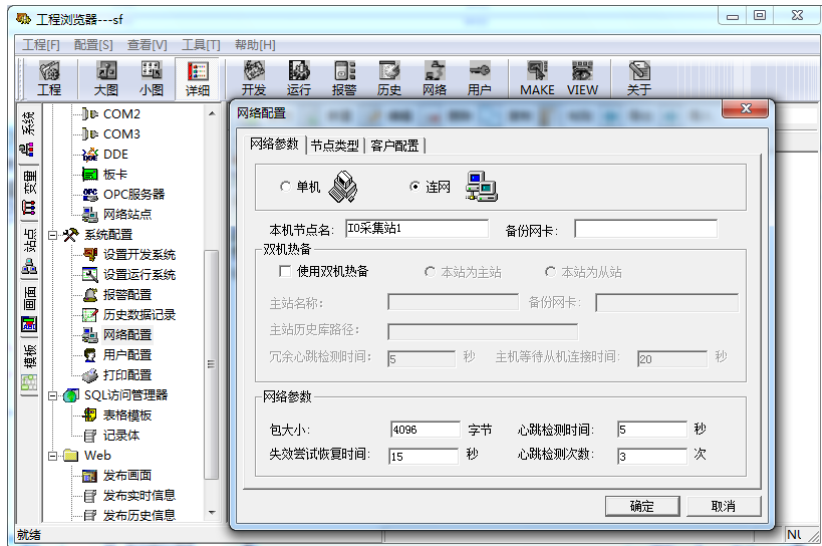 工程浏览器---sf
工程[F] 配置[S] 查看[V] 工具[T] 帮助[H]
工程 大图 小图 详细 开发 运行 报警 历史 网络 用户 MAKE VIEW 关于
系统
变量
站点
画面
模板
COM2
COM3
DDE
板卡
OPC服务器
网络站点
系统配置
设置开发系统
设置运行系统
报警配置
历史数据记录
网络配置
用户配置
打印配置
SQL访问管理器
表格模板
记录体
Web
发布画面
发布实时信息
发布历史信息
网络配置
网络参数 节点类型 客户配置
单机 连网
本机节点名: IO采集站1 备份网卡:
双机热备
使用双机热备 本站为主站 本站为从站
主站名称: 备份网卡:
主站历史库路径:
冗余心跳检测时间: 5 秒 主机等待从机连接时间: 20 秒
网络参数
包大小: 4096 字节 心跳检测时间: 5 秒
失效尝试恢复时间: 15 秒 心跳检测次数: 3 次
确定 取消
就绪